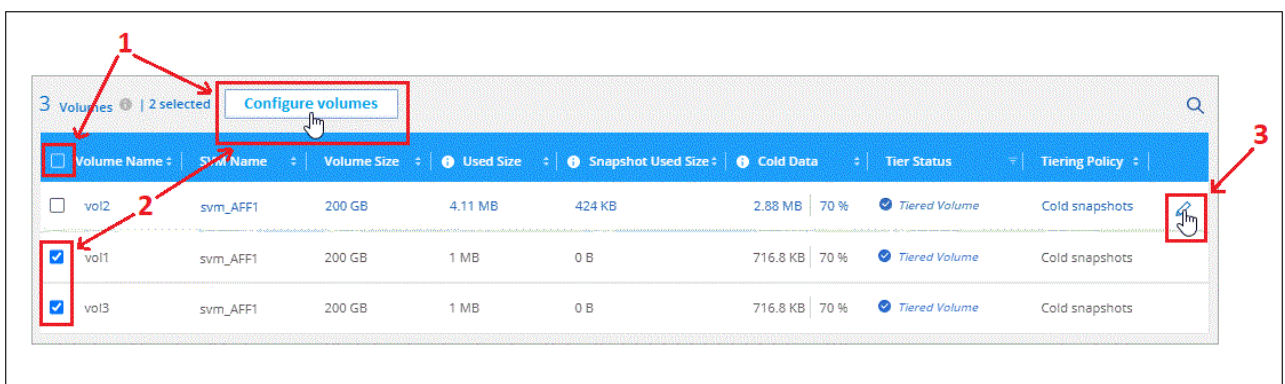 1
3 Volumes | 2 selected Configure volumes
3
Volume Name SVM Name Volume Size Used Size Snapshot Used Size Cold Data Tier Status Tiering Policy
2
vol2 svm_AFF1 200 GB 4.11 MB 424 KB 2.88 MB 70 % Tiered Volume Cold snapshots
vol1 svm_AFF1 200 GB 1 MB 0 B 716.8 KB 70 % Tiered Volume Cold snapshots
vol3 svm_AFF1 200 GB 1 MB 0 B 716.8 KB 70 % Tiered Volume Cold snapshots